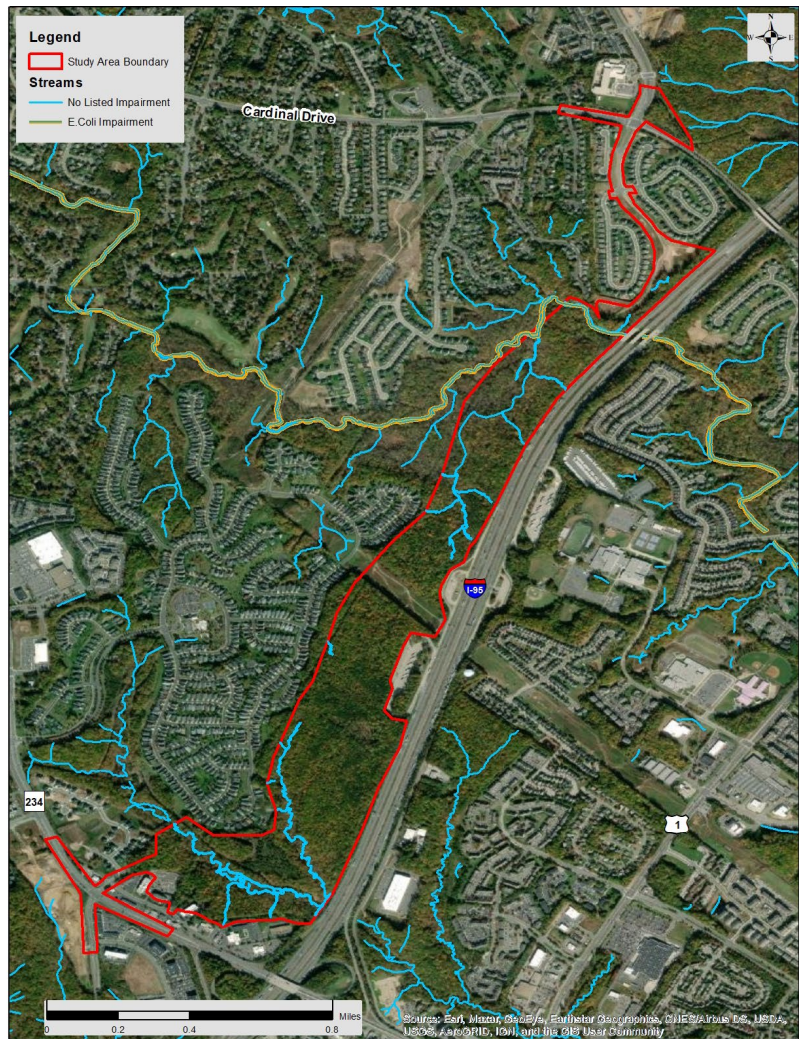 Legend
Study Area Boundary
Streams
No Listed Impairment
E.Coli Impairment
N
W E
S
Cardinal Drive
I-95
234
1
Miles
0 0.2 0.4 0.8
Source: Esri, Maxar, GeoEye, Earthstar Geographics, CNES/Airbus DS, USDA,
USGS, AeroGRID, IGN, and the GIS User Community